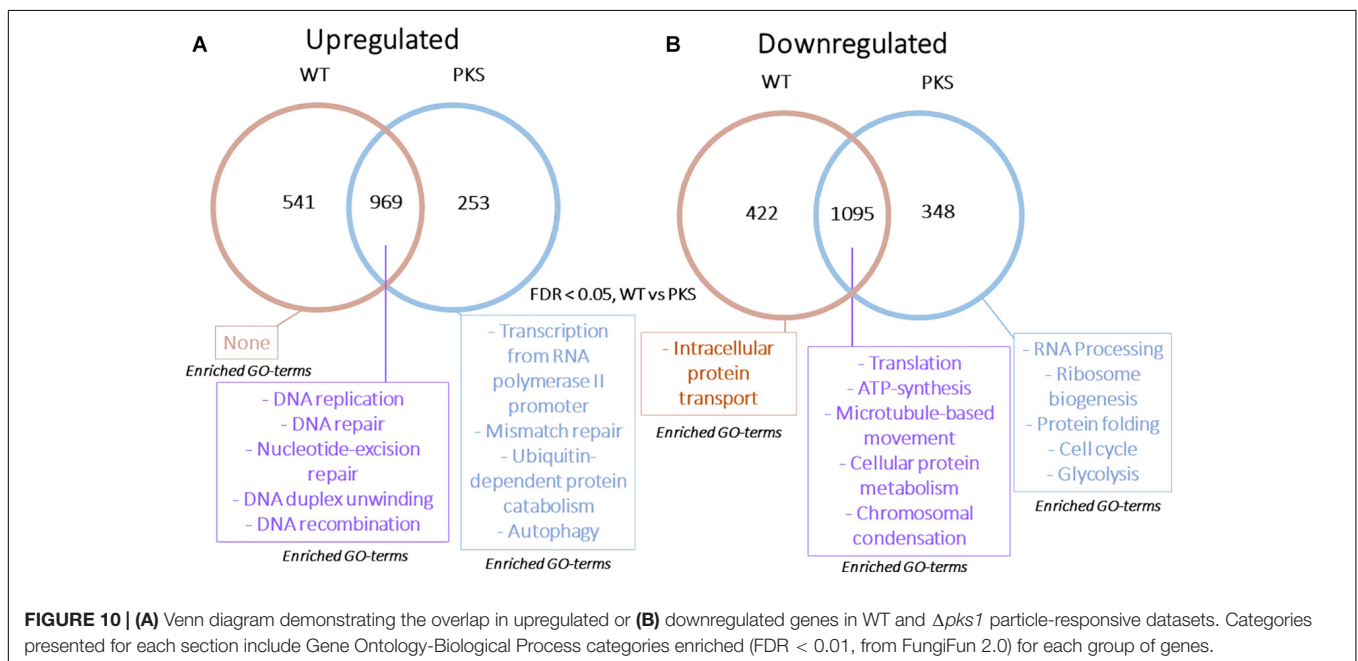 A
Upregulated
WT
PKS
541
969
253
None
Enriched GO-terms
- DNA replication
- DNA repair
- Nucleotide-excision
repair
- DNA duplex unwinding
- DNA recombination
Enriched GO-terms
- Transcription
from RNA
polymerase II
promoter
- Mismatch repair
- Ubiquitin-
dependent protein
catabolism
- Autophagy
Enriched GO-terms
FDR < 0.05, WT vs PKS
B
Downregulated
WT
PKS
422
1095
348
- Intracellular
protein
transport
Enriched GO-terms
- Translation
- ATP-synthesis
- Microtubule-based
movement
- Cellular protein
metabolism
- Chromosomal
condensation
Enriched GO-terms
- RNA Processing
- Ribosome
biogenesis
- Protein folding
- Cell cycle
- Glycolysis
Enriched GO-terms
FIGURE 10 | (A) Venn diagram demonstrating the overlap in upregulated or (B) downregulated genes in WT and Δpks1 particle-responsive datasets. Categories
presented for each section include Gene Ontology-Biological Process categories enriched (FDR < 0.01, from FungiFun 2.0) for each group of genes.